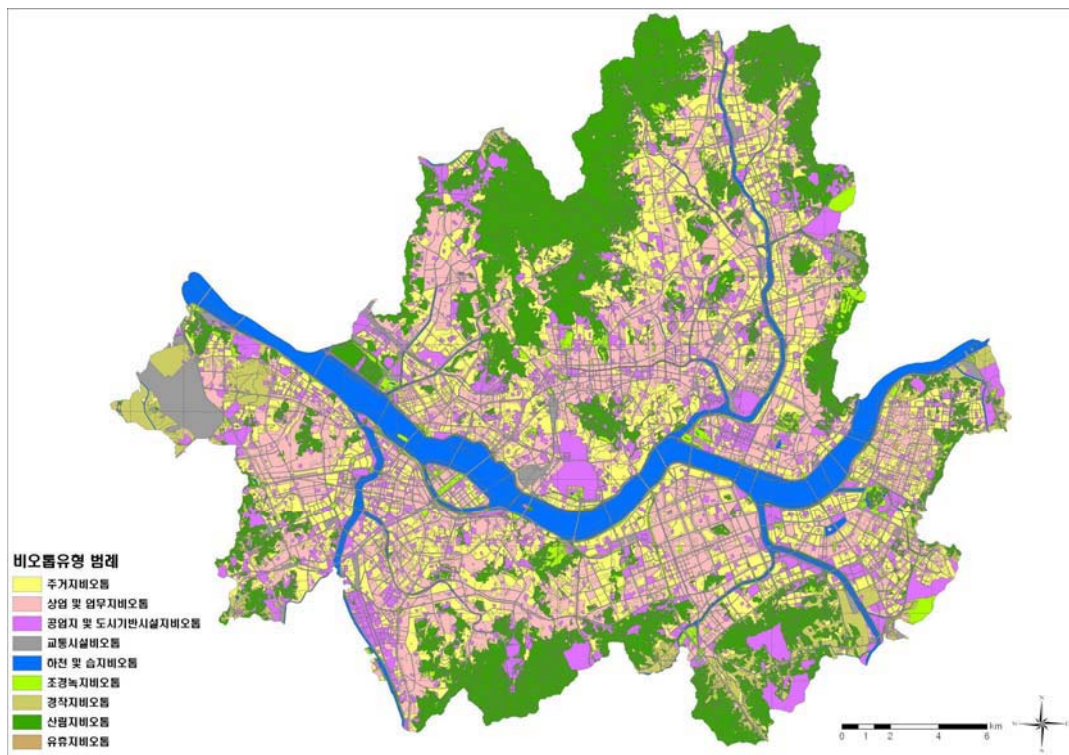 비오톱유형 범례
주거지비오톱
상업 및 업무지비오톱
공업지 및 도시기반시설지비오톱
교통시설비오톱
하천 및 습지비오톱
조경녹지비오톱
경작지비오톱
산림지비오톱
유휴지비오톱
km
0 1 2 4 6